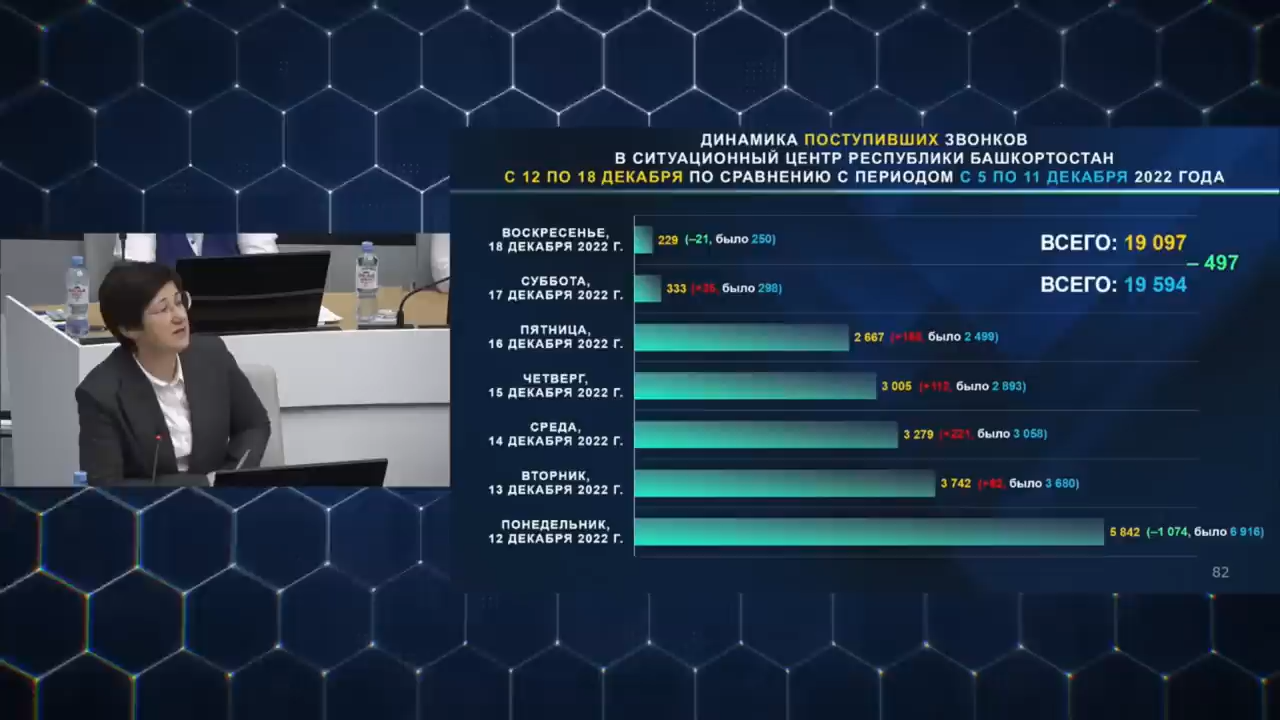 ДИНАМИКА ПОСТУПИВШИХ ЗВОНКОВ
В СИТУАЦИОННЫЙ ЦЕНТР РЕСПУБЛИКИ БАШКОРТОСТАН
С 12 ПО 18 ДЕКАБРЯ ПО СРАВНЕНИЮ С ПЕРИОДОМ С 5 ПО 11 ДЕКАБРЯ 2022 ГОДА
ВОСКРЕСЕНЬЕ,
18 ДЕКАБРЯ 2022 Г.
229 (–21, было 250)
ВСЕГО: 19 097
– 497
ВСЕГО: 19 594
СУББОТА,
17 ДЕКАБРЯ 2022 Г.
333 (+35, было 298)
ПЯТНИЦА,
16 ДЕКАБРЯ 2022 Г.
2 667 (+168, было 2 499)
ЧЕТВЕРГ,
15 ДЕКАБРЯ 2022 Г.
3 005 (+112, было 2 893)
СРЕДА,
14 ДЕКАБРЯ 2022 Г.
3 279 (+221, было 3 058)
ВТОРНИК,
13 ДЕКАБРЯ 2022 Г.
3 742 (+62, было 3 680)
ПОНЕДЕЛЬНИК,
12 ДЕКАБРЯ 2022 Г.
5 842 (–1 074, было 6 916)
82